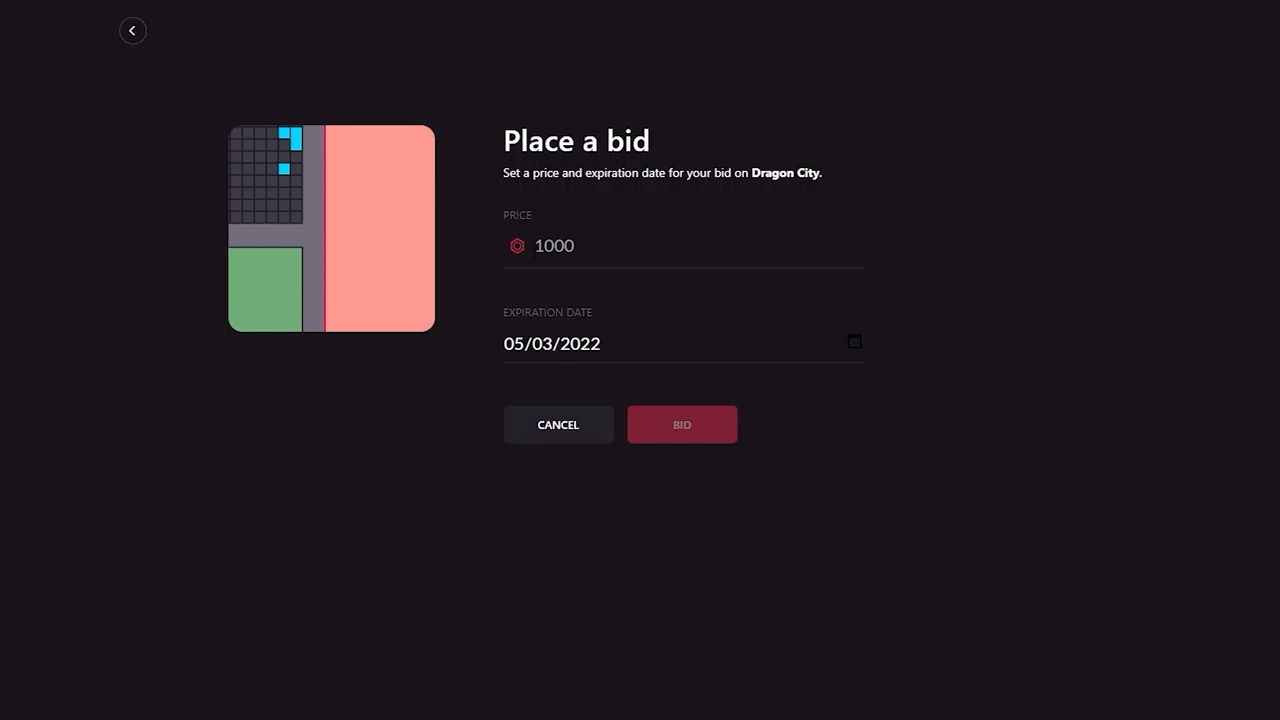 Place a bid
Set a price and expiration date for your bid on Dragon City.
PRICE
1000
EXPIRATION DATE
05/03/2022
CANCEL
BID